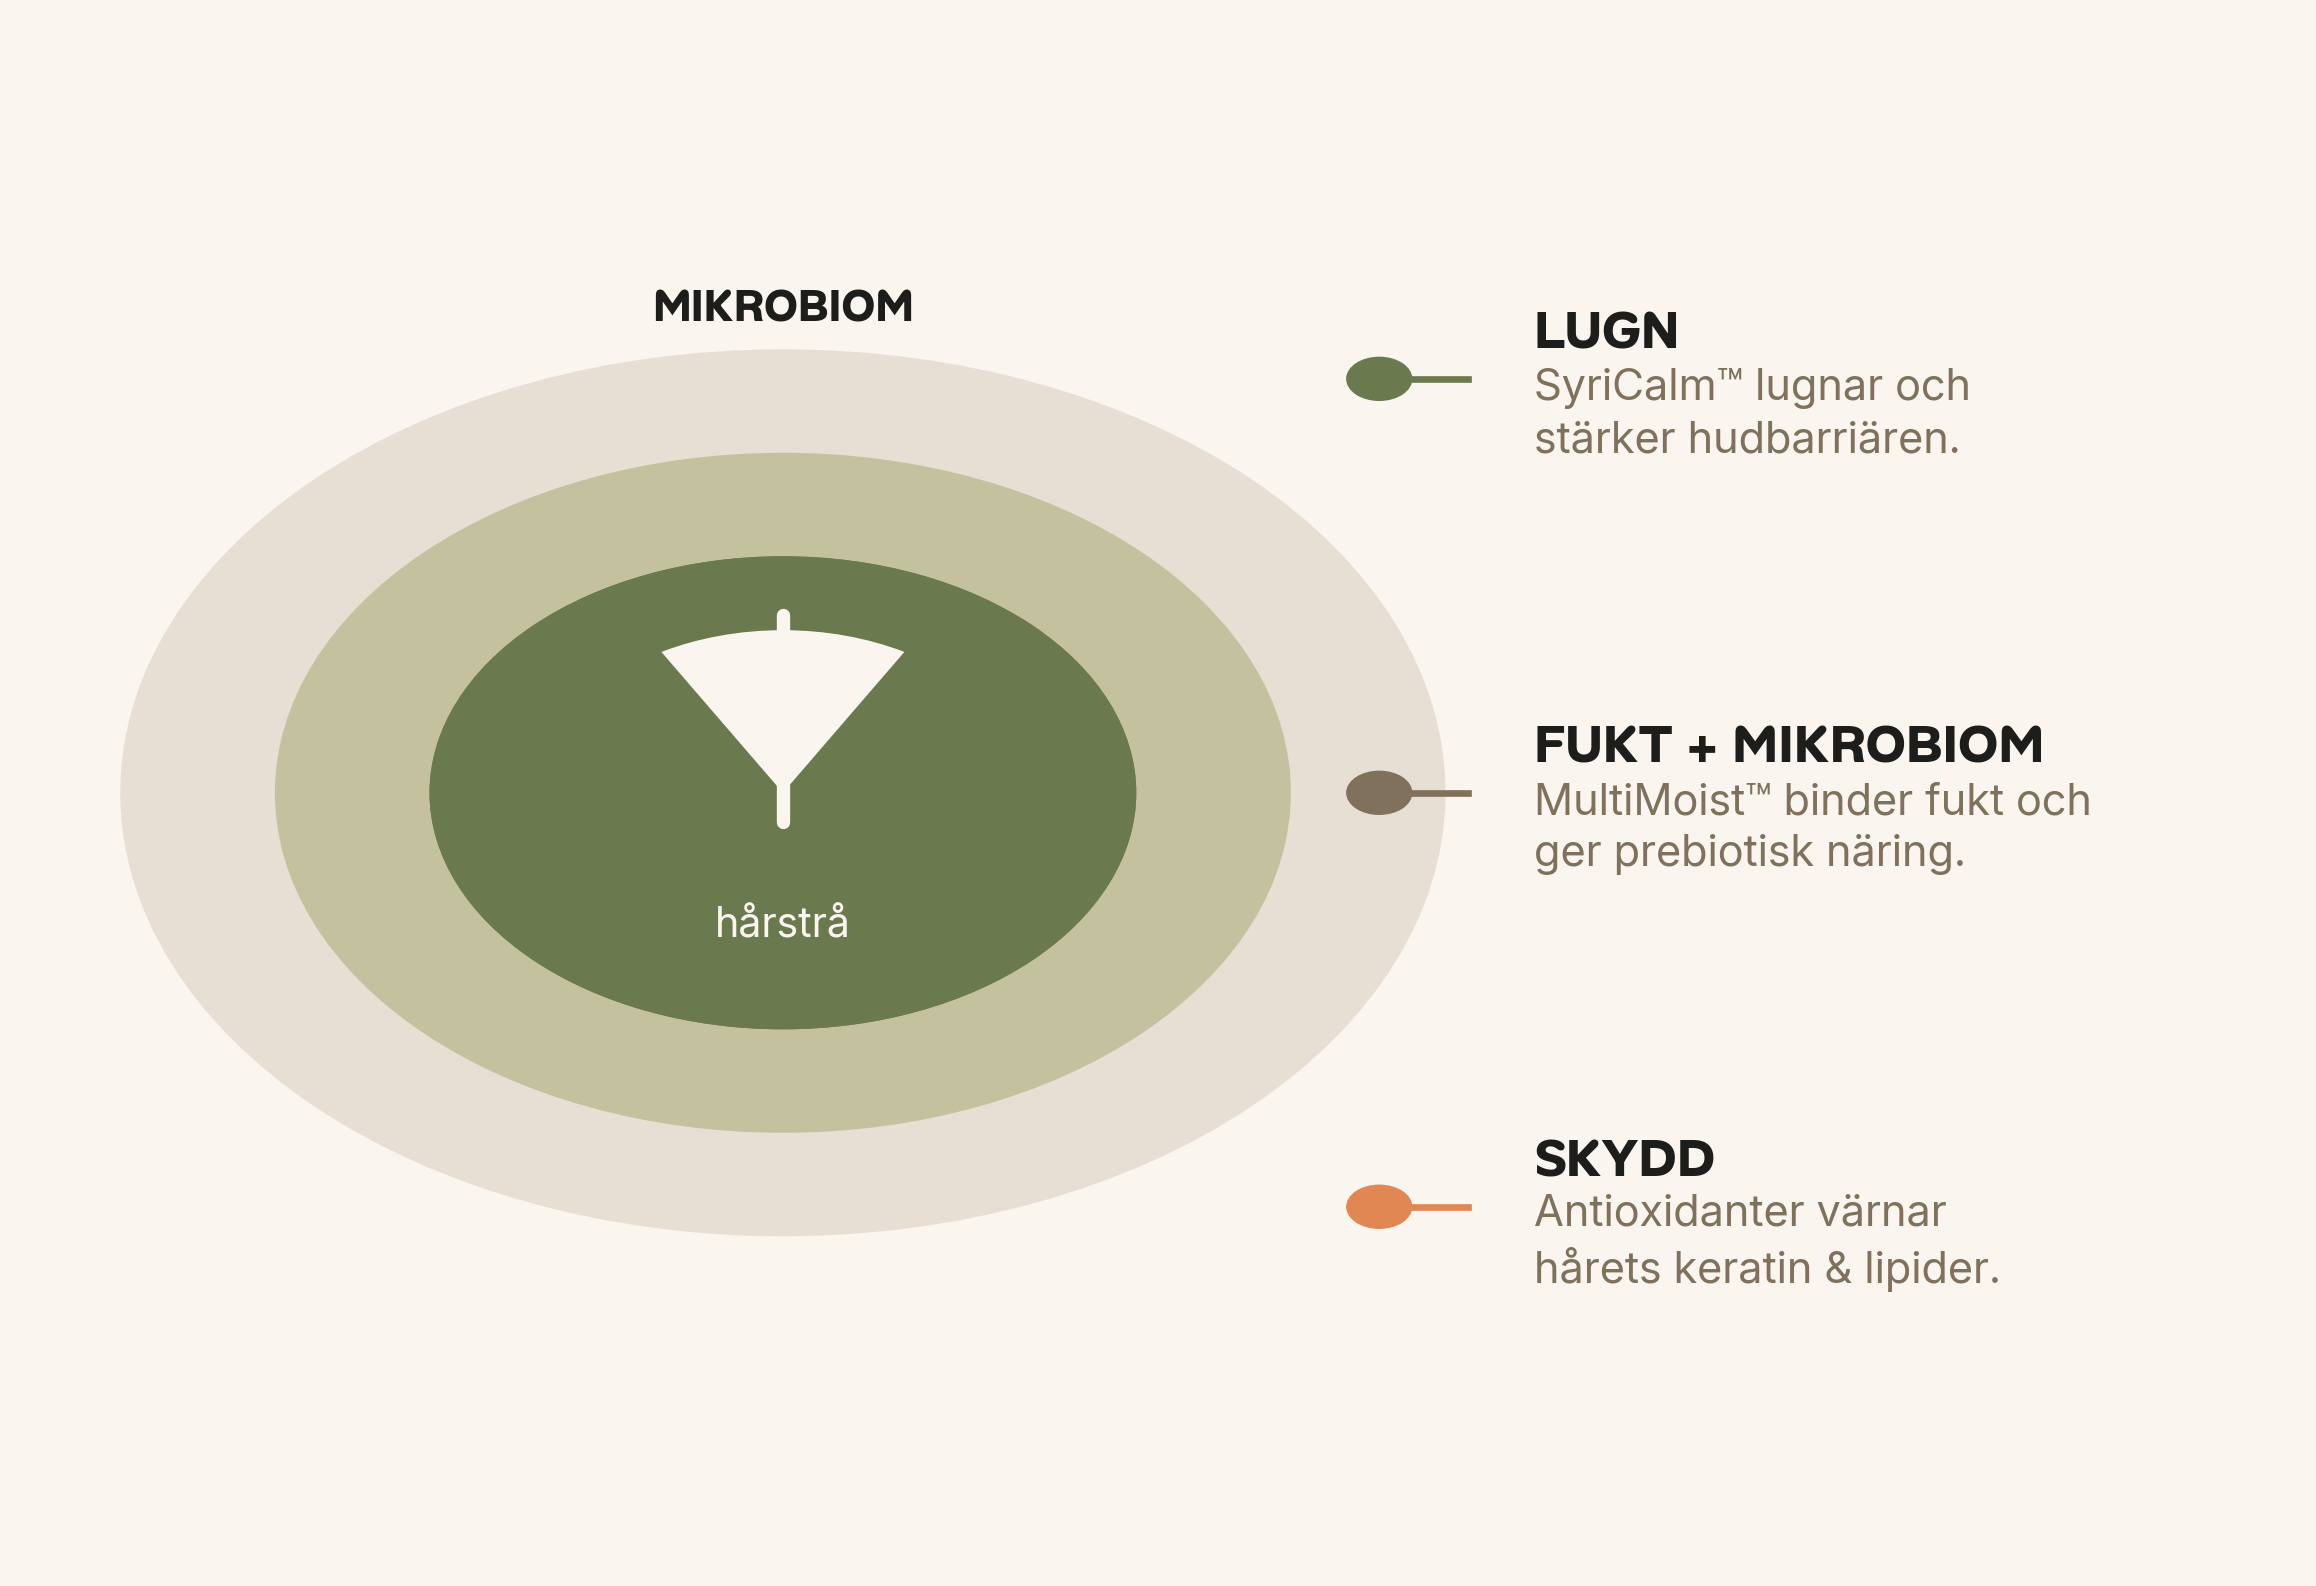 MIKROBIOM
hårstrå
LUGN
SyriCalm™ lugnar och
stärker hudbarriären.
FUKT + MIKROBIOM
MultiMoist™ binder fukt och
ger prebiotisk näring.
SKYDD
Antioxidanter värnar
hårets keratin & lipider.